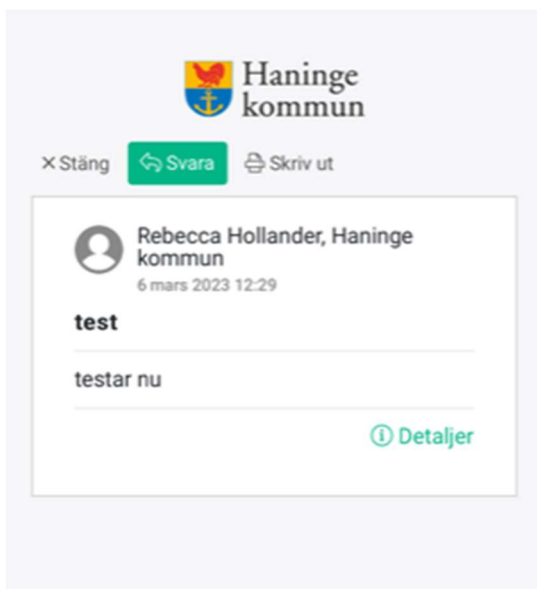 Haninge
kommun
Stäng
Svara
Skriv ut
Rebecca Hollander, Haninge
kommun
6 mars 2023 12:29
test
testar nu
Detaljer